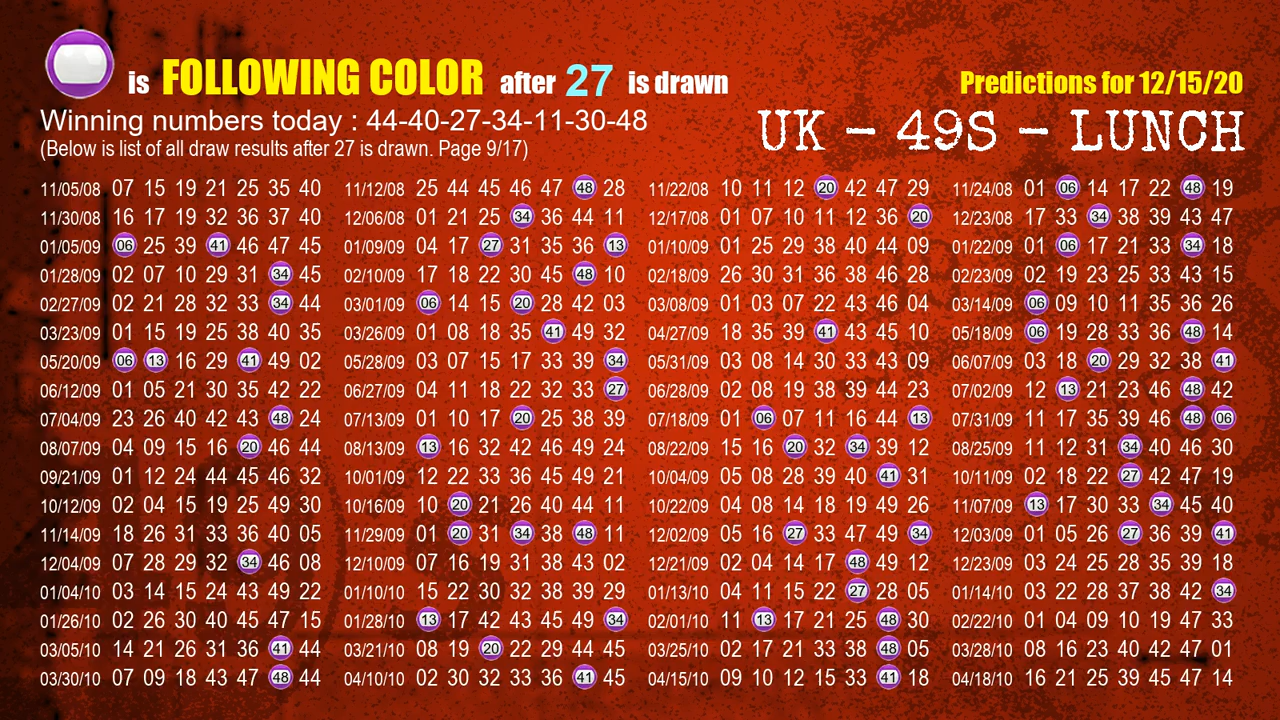 is FOLLOWING COLOR after 27 is drawn
Predictions for 12/15/20
Winning numbers today : 44-40-27-34-11-30-48
UK - 49S - LUNCH
(Below is list of all draw results after 27 is drawn. Page 9/17)
11/05/08 07 15 19 21 25 35 40 11/12/08 25 44 45 46 47 48 28 11/22/08 10 11 12 20 42 47 29 11/24/08 01 06 14 17 22 48 19
11/30/08 16 17 19 32 36 37 40 12/06/08 01 21 25 34 36 44 11 12/17/08 01 07 10 11 12 36 20 12/23/08 17 33 34 38 39 43 47
01/05/09 06 25 39 41 46 47 45 01/09/09 04 17 27 31 35 36 13 01/10/09 01 25 29 38 40 44 09 01/22/09 01 06 17 21 33 34 18
01/28/09 02 07 10 29 31 34 45 02/10/09 17 18 22 30 45 48 10 02/18/09 26 30 31 36 38 46 28 02/23/09 02 19 23 25 33 43 15
02/27/09 02 21 28 32 33 34 44 03/01/09 06 14 15 20 28 42 03 03/08/09 01 03 07 22 43 46 04 03/14/09 06 09 10 11 35 36 26
03/23/09 01 15 19 25 38 40 35 03/26/09 01 08 18 35 41 49 32 04/27/09 18 35 39 41 43 45 10 05/18/09 06 19 28 33 36 48 14
05/20/09 06 13 16 29 41 49 02 05/28/09 03 07 15 17 33 39 34 05/31/09 03 08 14 30 33 43 09 06/07/09 03 18 20 29 32 38 41
06/12/09 01 05 21 30 35 42 22 06/27/09 04 11 18 22 32 33 27 06/28/09 02 08 19 38 39 44 23 07/02/09 12 13 21 23 46 48 42
07/04/09 23 26 40 42 43 48 24 07/13/09 01 10 17 20 25 38 39 07/18/09 01 06 07 11 16 44 13 07/31/09 11 17 35 39 46 48 06
08/07/09 04 09 15 16 20 46 44 08/13/09 13 16 32 42 46 49 24 08/22/09 15 16 20 32 34 39 12 08/25/09 11 12 31 34 40 46 30
09/21/09 01 12 24 44 45 46 32 10/01/09 12 22 33 36 45 49 21 10/04/09 05 08 28 39 40 41 31 10/11/09 02 18 22 27 42 47 19
10/12/09 02 04 15 19 25 49 30 10/16/09 10 20 21 26 40 44 11 10/22/09 04 08 14 18 19 49 26 11/07/09 13 17 30 33 34 45 40
11/14/09 18 26 31 33 36 40 05 11/29/09 01 20 31 34 38 48 11 12/02/09 05 16 27 33 47 49 34 12/03/09 01 05 26 27 36 39 41
12/04/09 07 28 29 32 34 46 08 12/10/09 07 16 19 31 38 43 02 12/21/09 02 04 14 17 48 49 12 12/23/09 03 24 25 28 35 39 18
01/04/10 03 14 15 24 43 49 22 01/10/10 15 22 30 32 38 39 29 01/13/10 04 11 15 22 27 28 05 01/14/10 03 22 28 37 38 42 34
01/26/10 02 26 30 40 45 47 15 01/28/10 13 17 42 43 45 49 34 02/01/10 11 13 17 21 25 48 30 02/22/10 01 04 09 10 19 47 33
03/05/10 14 21 26 31 36 41 44 03/21/10 08 19 20 22 29 44 45 03/25/10 02 17 21 33 38 48 05 03/28/10 08 16 23 40 42 47 01
03/30/10 07 09 18 43 47 48 44 04/10/10 02 30 32 33 36 41 45 04/15/10 09 10 12 15 33 41 18 04/18/10 16 21 25 39 45 47 14